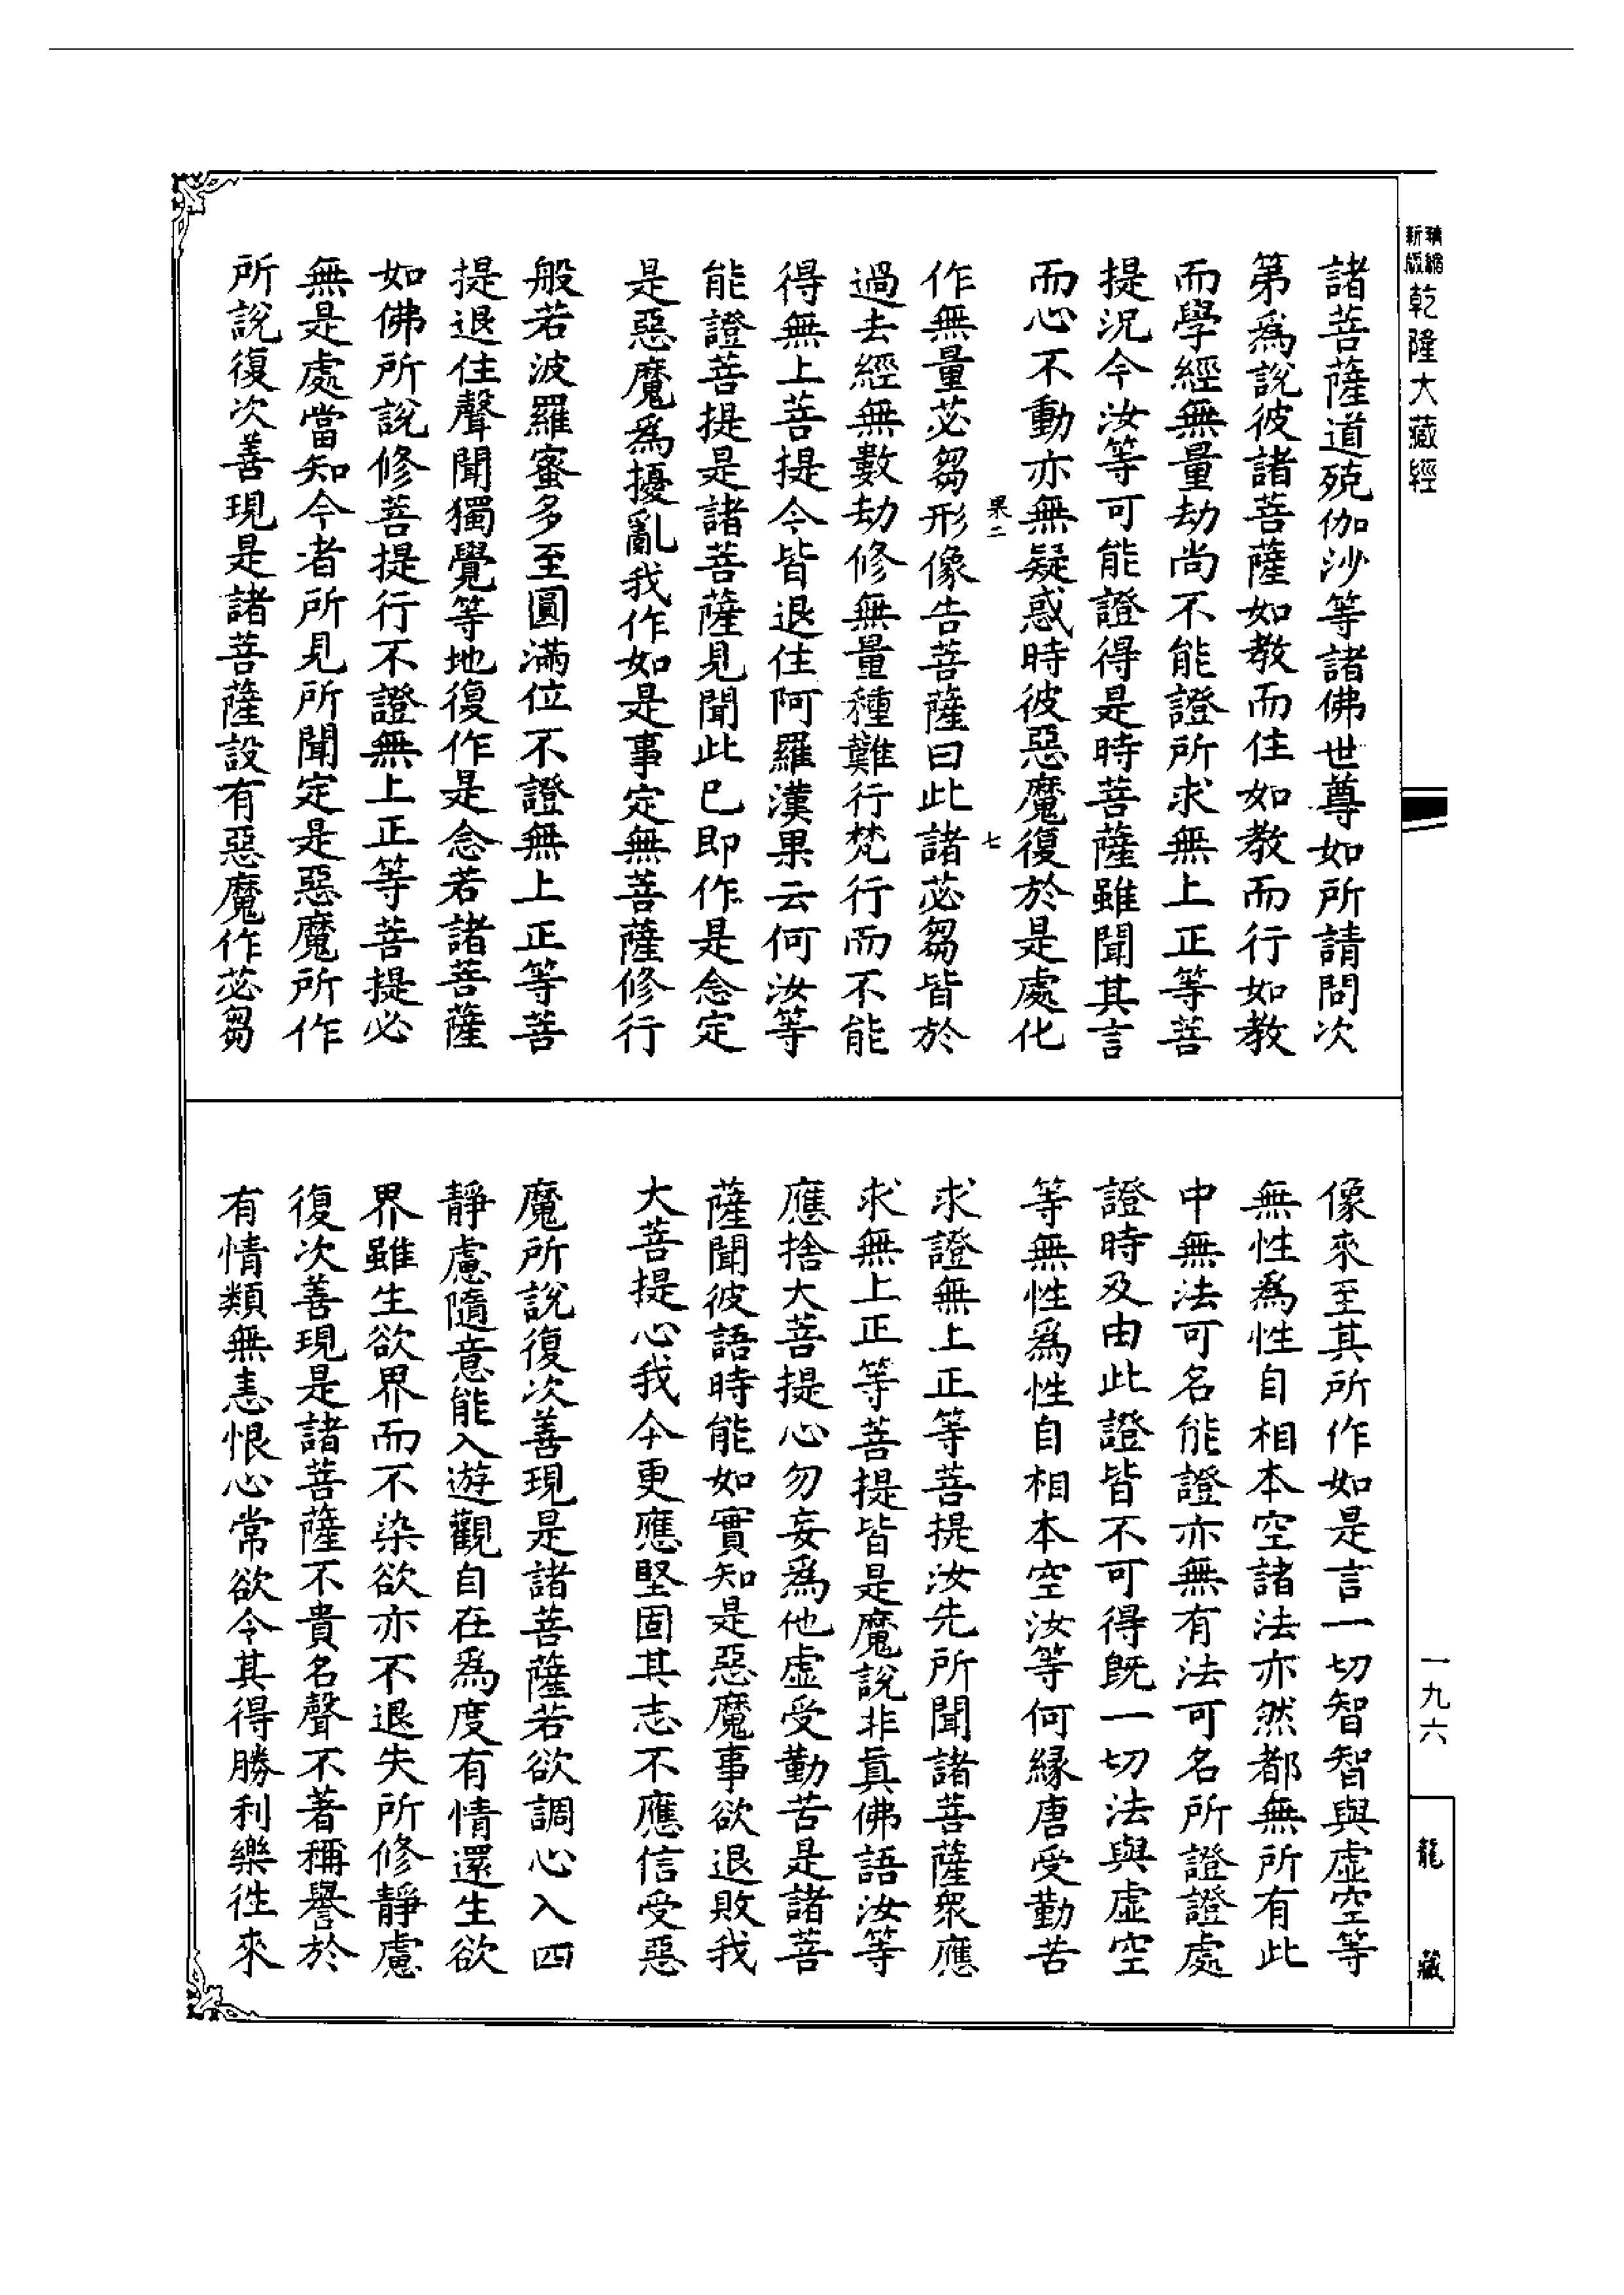 新版精縮乾隆大藏經
諸菩薩道殑伽沙等諸佛世尊如所請問次
第爲說彼諸菩薩如教而住如教而行如教
而學經無量劫尚不能證所求無上正等菩
提況今汝等可能證得是時菩薩雖聞其言
而心不動亦無疑惑時彼惡魔復於是處化
果二 七
作無量苾芻形像告菩薩曰此諸苾芻皆於
過去經無數劫修無量種難行梵行而不能
得無上菩提今皆退住阿羅漢果云何汝等
能證菩提是諸菩薩見聞此已即作是念定
是惡魔爲擾亂我作如是事定無菩薩修行
般若波羅蜜多至圓滿位不證無上正等菩
提退住聲聞獨覺等地復作是念若諸菩薩
如佛所說修菩提行不證無上正等菩提必
無是處當知今者所見所聞定是惡魔所作
所說復次善現是諸菩薩設有惡魔作苾芻
像來至其所作如是言一切智智與虛空等
無性爲性自相本空諸法亦然都無所有此
中無法可名能證亦無有法可名所證證處
證時及由此證皆不可得既一切法與虛空
等無性爲性自相本空汝等何緣唐受勤苦
求證無上正等菩提汝先所聞諸菩薩衆應
求無上正等菩提皆是魔說非眞佛語汝等
應捨大菩提心勿妄爲他虛受勤苦是諸菩
薩聞彼語時能如實知是惡魔事欲退敗我
大菩提心我今更應堅固其志不應信受惡
魔所說復次善現是諸菩薩若欲調心入四
靜慮隨意能入遊觀自在爲度有情還生欲
界雖生欲界而不染欲亦不退失所修靜慮
復次善現是諸菩薩不貴名聲不著稱譽於
有情類無恚恨心常欲令其得勝利樂徃來
一九六
龍藏